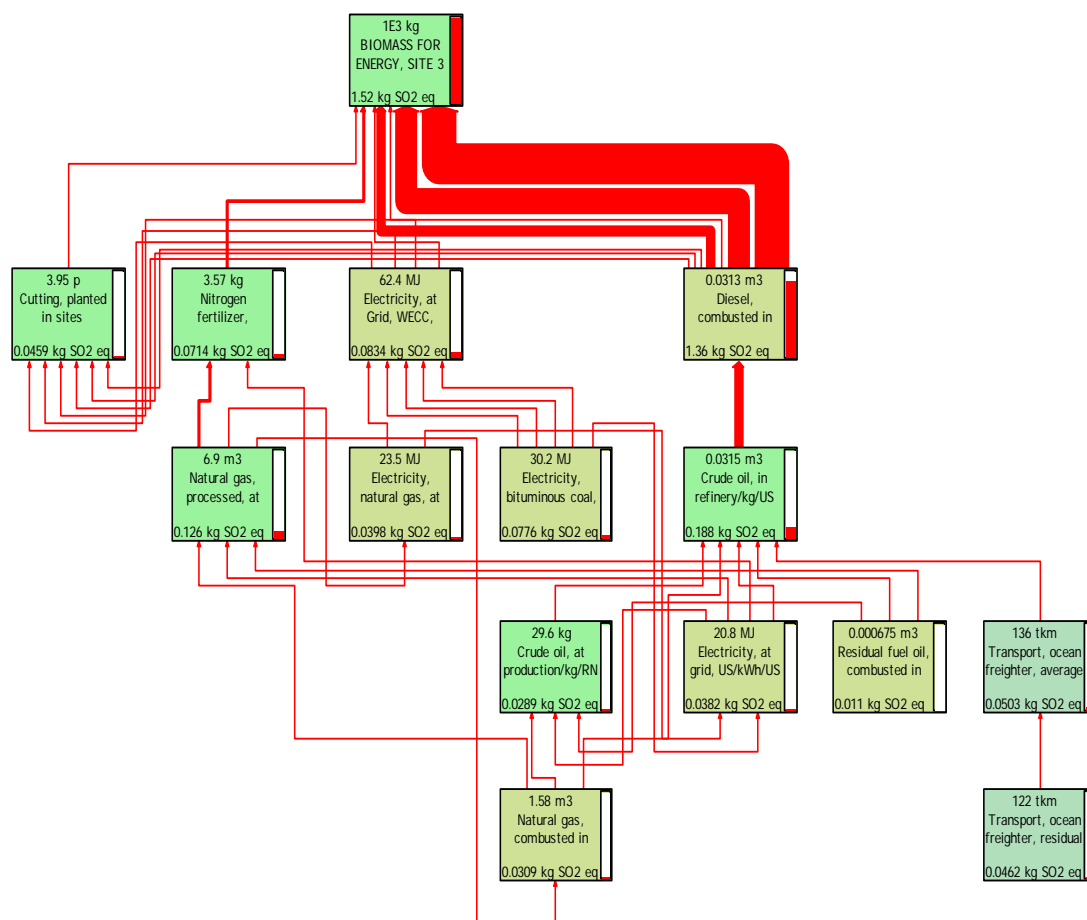 1E3 kg
BIOMASS FOR
ENERGY, SITE 3
1.52 kg SO2 eq
3.95 p
Cutting, planted
in sites
0.0459 kg SO2 eq
3.57 kg
Nitrogen
fertilizer,
0.0714 kg SO2 eq
62.4 MJ
Electricity, at
Grid, WECC,
0.0834 kg SO2 eq
0.0313 m3
Diesel,
combusted in
1.36 kg SO2 eq
6.9 m3
Natural gas,
processed, at
0.126 kg SO2 eq
23.5 MJ
Electricity,
natural gas, at
0.0398 kg SO2 eq
30.2 MJ
Electricity,
bituminous coal,
0.0776 kg SO2 eq
0.0315 m3
Crude oil, in
refinery/kg/US
0.188 kg SO2 eq
29.6 kg
Crude oil, at
production/kg/RN
0.0289 kg SO2 eq
20.8 MJ
Electricity, at
grid, US/kWh/US
0.0382 kg SO2 eq
0.000675 m3
Residual fuel oil,
combusted in
0.011 kg SO2 eq
136 tkm
Transport, ocean
freighter, average
0.0503 kg SO2 eq
1.58 m3
Natural gas,
combusted in
0.0309 kg SO2 eq
122 tkm
Transport, ocean
freighter, residual
0.0462 kg SO2 eq